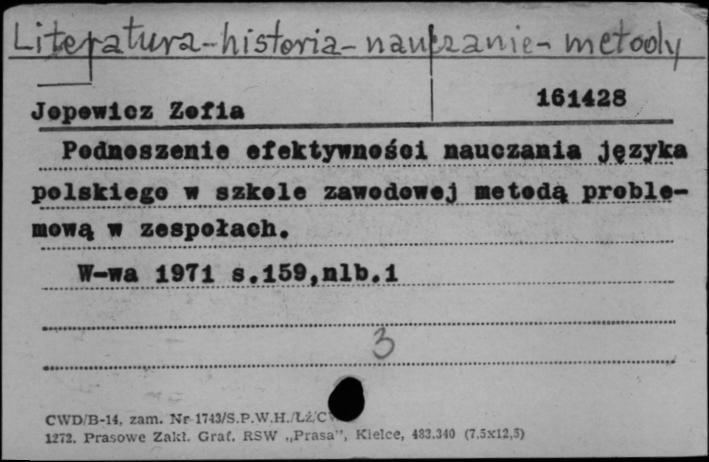 Literatura-historia-nauczanie-metody
Jopowicz Zofia
161428
Podnoszenie efektywności nauczania języka
polskiego w szkole zawodowej metodą proble-
mową w zespołach.
W-wa 1971 s.159,nlb.1
3
CWD/B-14, zam. Nr 1743/S.P.W.H./Łż/C
1272. Prasowe Zakł. Graf. RSW „Prasa", Kielce, 483.340 (7,5x12,5)